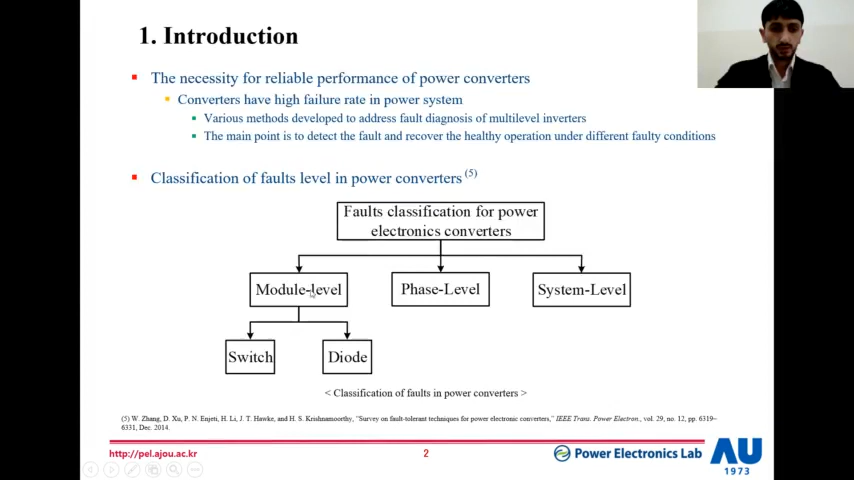 1. Introduction
The necessity for reliable performance of power converters
Converters have high failure rate in power system
Various methods developed to address fault diagnosis of multilevel inverters
The main point is to detect the fault and recover the healthy operation under different faulty conditions
Classification of faults level in power converters (5)
Faults classification for power
electronics converters
Module-level
Phase-Level
System-Level
Switch
Diode
< Classification of faults in power converters >
(5) W. Zhang, D. Xu, P. N. Enjeti, H. Li, J. T. Hawke, and H. S. Krishnamoorthy, "Survey on fault-tolerant techniques for power electronic converters," IEEE Trans. Power Electron., vol. 29, no. 12, pp. 6319–
6331, Dec. 2014.
http://pel.ajou.ac.kr
2
Power Electronics Lab
AU
1973